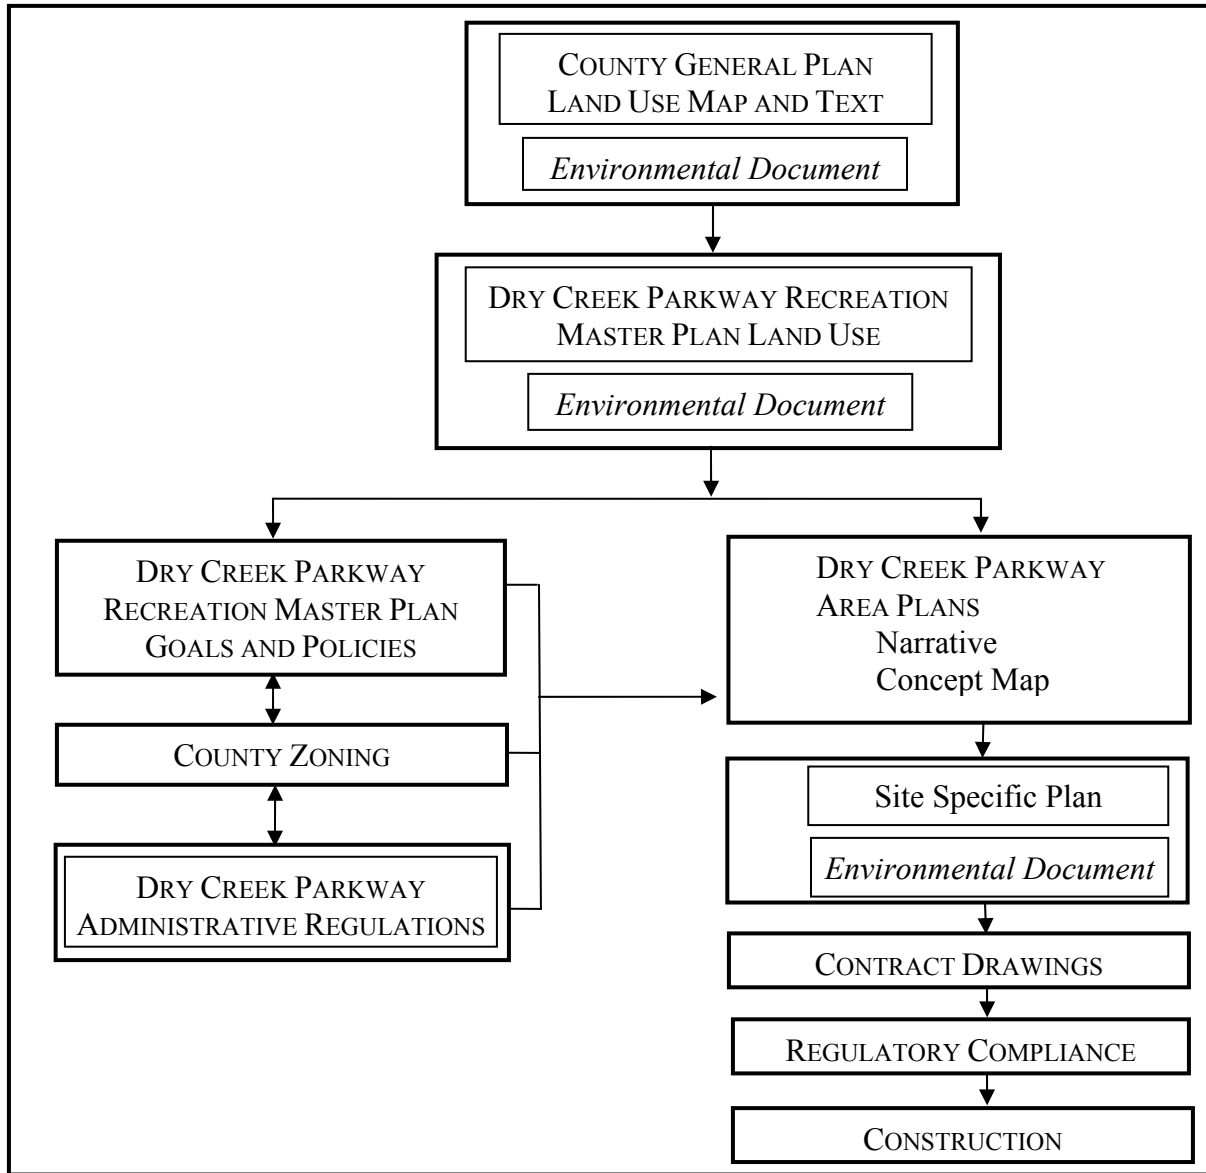 COUNTY GENERAL PLAN
LAND USE MAP AND TEXT
Environmental Document
DRY CREEK PARKWAY RECREATION
MASTER PLAN LAND USE
Environmental Document
DRY CREEK PARKWAY
RECREATION MASTER PLAN
GOALS AND POLICIES
COUNTY ZONING
DRY CREEK PARKWAY
ADMINISTRATIVE REGULATIONS
DRY CREEK PARKWAY
AREA PLANS
Narrative
Concept Map
Site Specific Plan
Environmental Document
CONTRACT DRAWINGS
REGULATORY COMPLIANCE
CONSTRUCTION